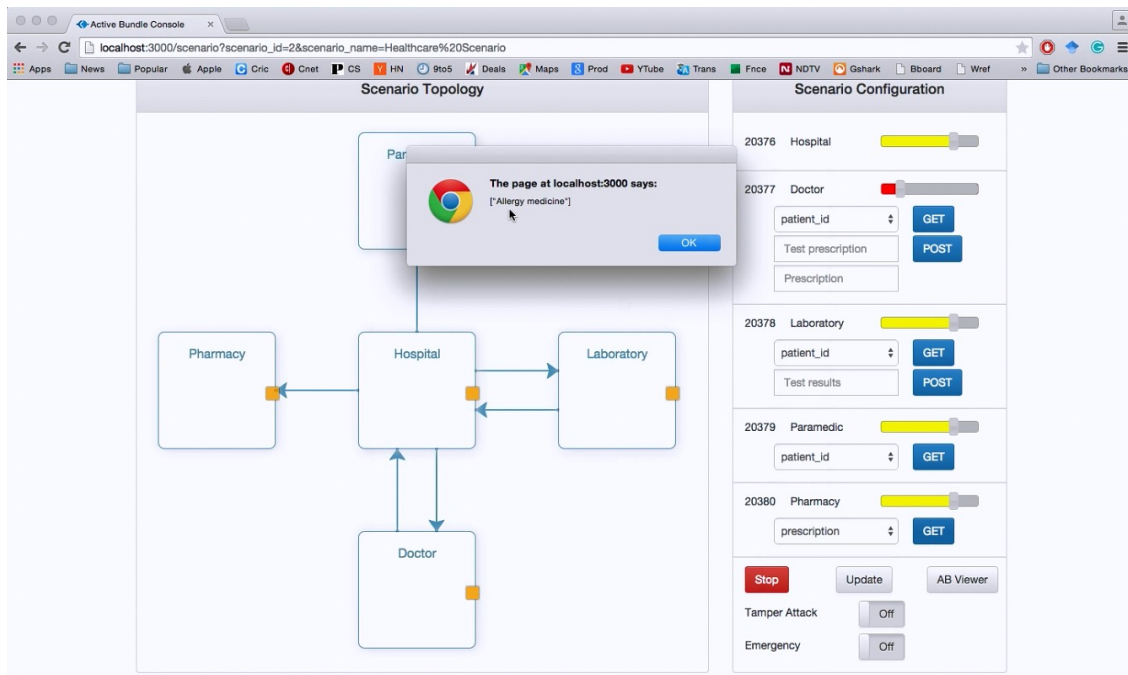 Active Bundle Console
localhost:3000/scenario?scenario_id=2&scenario_name=Healthcare%20Scenario
Apps News Popular Apple Cric Cnet CS HN 9to5 Deals Maps Prod YTube Trans Fnce NDTV Gshark Bboard Wref » Other Bookmarks
Scenario Topology
Par
The page at localhost:3000 says:
["Allergy medicine"]
OK
Pharmacy
Hospital
Laboratory
Doctor
Scenario Configuration
20376 Hospital
20377 Doctor
patient_id GET
Test prescription POST
Prescription
20378 Laboratory
patient_id GET
Test results POST
20379 Paramedic
patient_id GET
20380 Pharmacy
prescription GET
Stop Update AB Viewer
Tamper Attack Off
Emergency Off